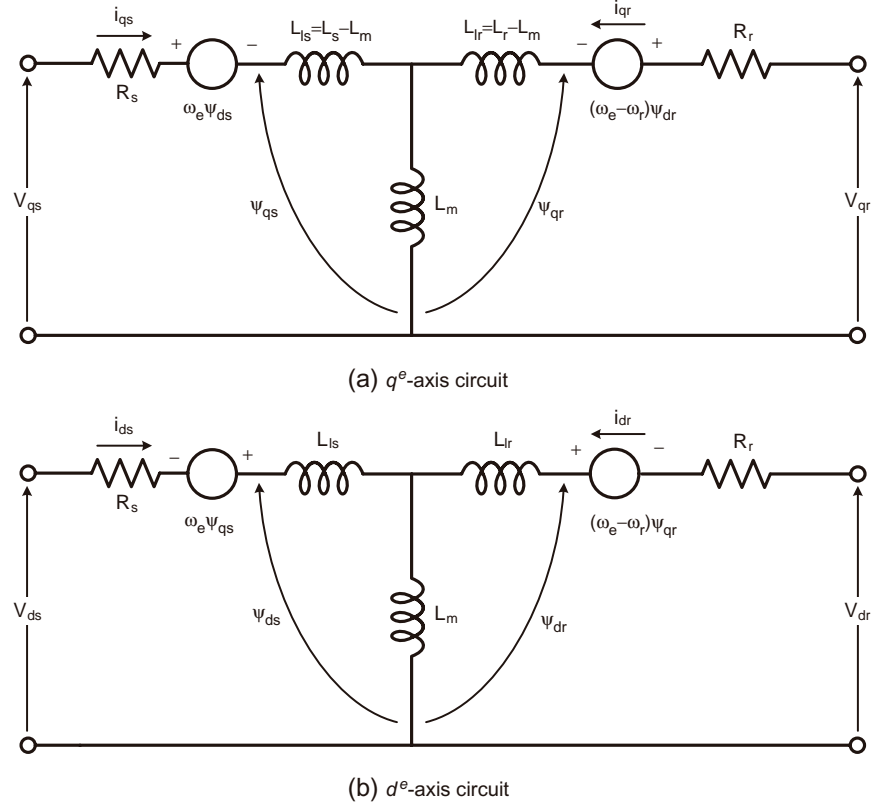 i_qs
L_ls=L_s−L_m
L_lr=L_r−L_m
i_qr
R_r
+ −
− +
R_s
ω_eψ_ds
(ω_e−ω_r)ψ_dr
V_qs
ψ_qs
L_m
ψ_qr
V_qr
(a) q^e-axis circuit
i_ds
L_ls
L_lr
i_dr
R_r
− +
+ −
R_s
ω_eψ_qs
(ω_e−ω_r)ψ_qr
V_ds
ψ_ds
L_m
ψ_dr
V_dr
(b) d^e-axis circuit